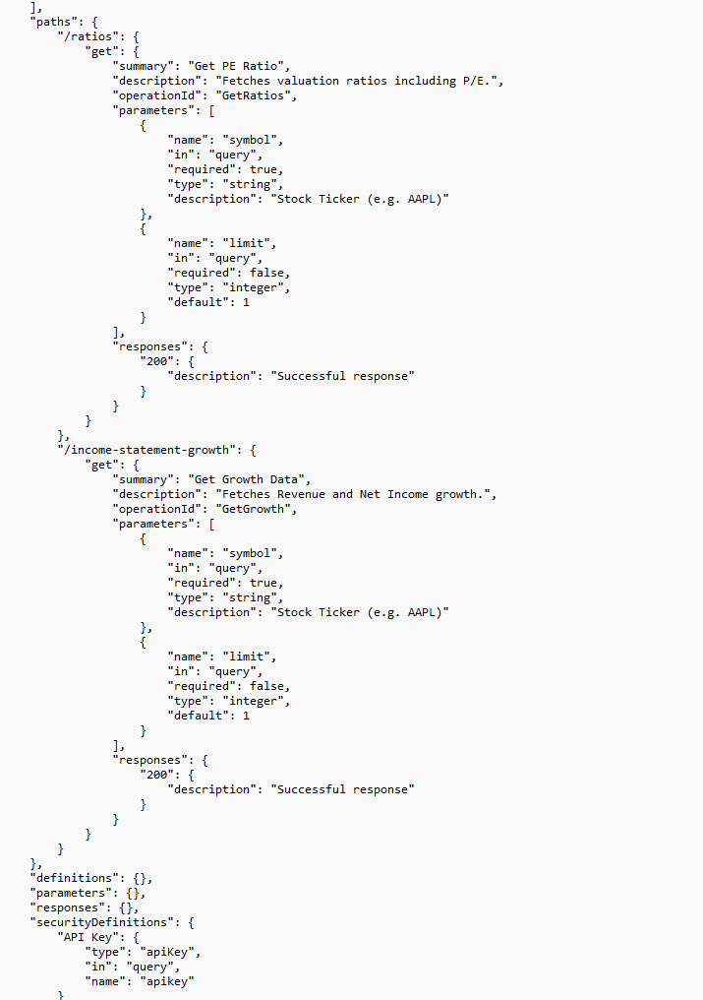 ],
"paths": {
"/ratios": {
"get": {
"summary": "Get PE Ratio",
"description": "Fetches valuation ratios including P/E.",
"operationId": "GetRatios",
"parameters": [
{
"name": "symbol",
"in": "query",
"required": true,
"type": "string",
"description": "Stock Ticker (e.g. AAPL)"
},
{
"name": "limit",
"in": "query",
"required": false,
"type": "integer",
"default": 1
}
],
"responses": {
"200": {
"description": "Successful response"
}
}
}
},
"/income-statement-growth": {
"get": {
"summary": "Get Growth Data",
"description": "Fetches Revenue and Net Income growth.",
"operationId": "GetGrowth",
"parameters": [
{
"name": "symbol",
"in": "query",
"required": true,
"type": "string",
"description": "Stock Ticker (e.g. AAPL)"
},
{
"name": "limit",
"in": "query",
"required": false,
"type": "integer",
"default": 1
}
],
"responses": {
"200": {
"description": "Successful response"
}
}
}
}
},
"definitions": {},
"parameters": {},
"responses": {},
"securityDefinitions": {
"API Key": {
"type": "apiKey",
"in": "query",
"name": "apikey"
}